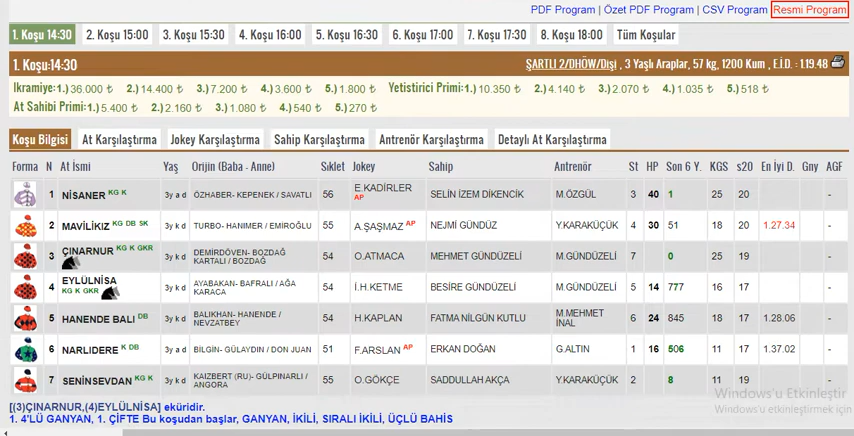 PDF Program | Özet PDF Program | CSV Program Resmi Program
1. Koşu 14:30 2. Koşu 15:00 3. Koşu 15:30 4. Koşu 16:00 5. Koşu 16:30 6. Koşu 17:00 7. Koşu 17:30 8. Koşu 18:00 Tüm Koşular
1. Koşu:14:30 ŞARTLI 2/DHÖW/Dişi , 3 Yaşlı Araplar, 57 kg, 1200 Kum , E.İ.D. : 1.19.48
Ikramiye: 1.) 36.000 ₺ 2.) 14.400 ₺ 3.) 7.200 ₺ 4.) 3.600 ₺ 5.) 1.800 ₺ Yetistirici Primi: 1.) 10.350 ₺ 2.) 4.140 ₺ 3.) 2.070 ₺ 4.) 1.035 ₺ 5.) 518 ₺
At Sahibi Primi: 1.) 5.400 ₺ 2.) 2.160 ₺ 3.) 1.080 ₺ 4.) 540 ₺ 5.) 270 ₺
Koşu Bilgisi At Karşılaştırma Jokey Karşılaştırma Sahip Karşılaştırma Antrenör Karşılaştırma Detaylı At Karşılaştırma
Forma N At İsmi Yaş Orijin (Baba - Anne) Sıklet Jokey Sahip Antrenör St HP Son 6 Y. KGS s20 En İyi D. Gny AGF
1 NİSANER KG K 3y a d ÖZHABER- KEPENEK / SAVATLI 56 E.KADİRLER AP SELİN İZEM DİKENCİK M.ÖZGÜL 3 40 1 25 20 -
2 MAVİLİKIZ KG DB SK 3y k d TURBO- HANIMER / EMİROĞLU 55 A.ŞAŞMAZ AP NEJMİ GÜNDÜZ Y.KARAKÜÇÜK 4 30 51 18 20 1.27.34 -
3 ÇINARNUR KG K GKR 3y k d DEMİRDÖVEN- BOZDAĞ KARTALI / BOZDAĞ 54 O.ATMACA MEHMET GÜNDÜZELİ M.GÜNDÜZELİ 7 0 25 19 -
4 EYLÜLNİSA KG K GKR 3y k d AYABAKAN- BAFRALI / AĞA KARACA 54 İ.H.KETME BESİRE GÜNDÜZELİ M.GÜNDÜZELİ 5 14 777 16 17 -
5 HANENDE BALI DB 3y k d BALIKHAN- HANENDE / NEVZATBEY 54 H.KAPLAN FATMA NİLGÜN KUTLU M.MEHMET İNAL 6 24 845 18 17 1.28.06 -
6 NARLIDERE K DB 3y a d BİLGİN- GÜLAYDIN / DON JUAN 51 F.ARSLAN AP ERKAN DOĞAN G.ALTIN 1 16 506 11 17 1.37.02 -
7 SENİNSEVDAN KG K 3y k d KAIZBERT (RU)- GÜLPINARLI / ANGORA 55 O.GÖKÇE SADDULLAH AKÇA Y.KARAKÜÇÜK 2 8 11 19 -
[(3)ÇINARNUR,(4)EYLÜLNİSA] eküridir.
1. 4'LÜ GANYAN, 1. ÇİFTE Bu koşudan başlar, GANYAN, İKİLİ, SIRALI İKİLİ, ÜÇLÜ BAHİS
Windows'u Etkinleştir
Windows'u etkinleştirmek için